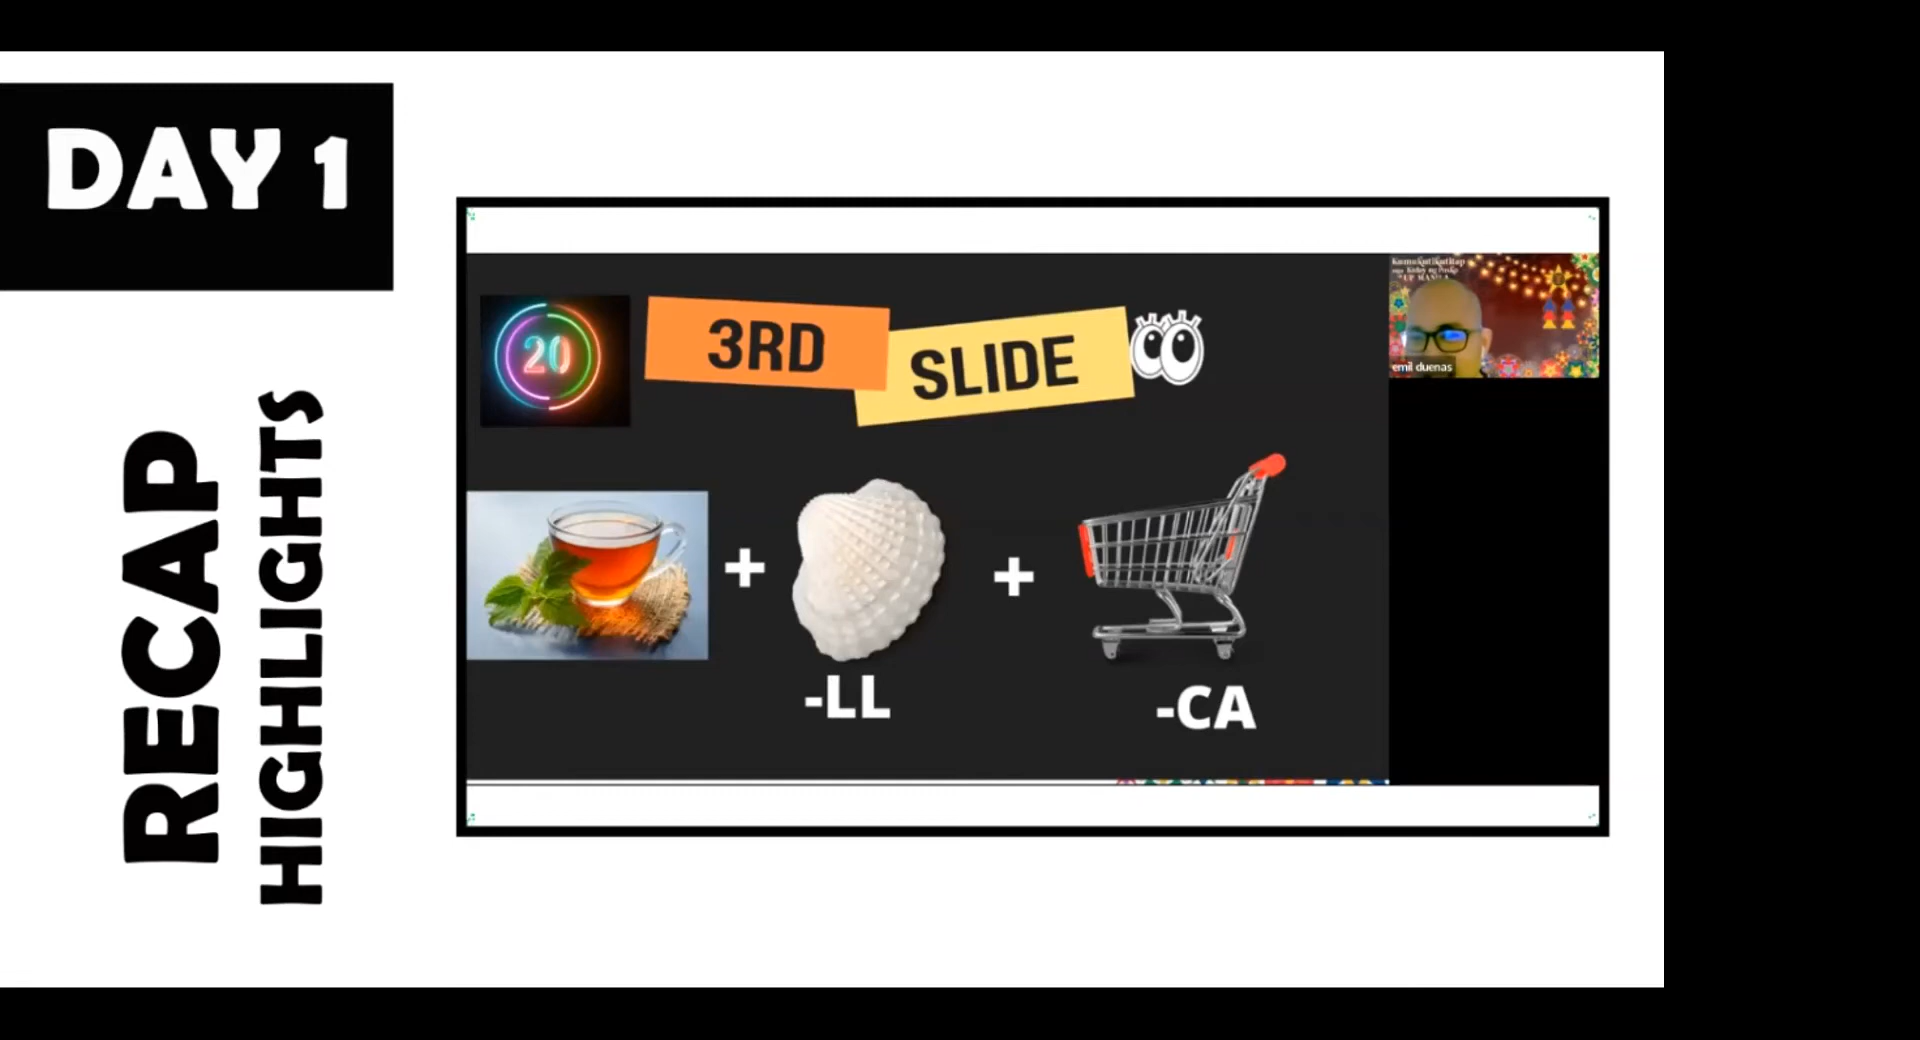 DAY 1
RECAP
HIGHLIGHTS
20
3RD
SLIDE
+
+
-LL
-CA
emil duenas